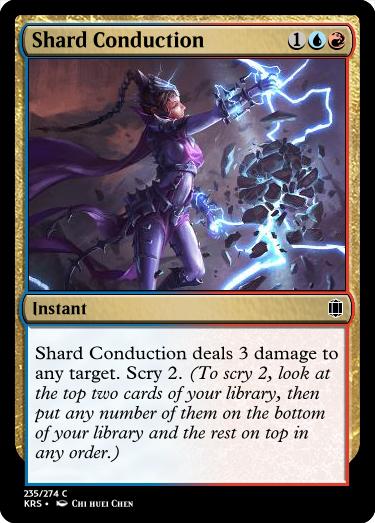 Shard Conduction 1
Instant
Shard Conduction deals 3 damage to
any target. Scry 2. (To scry 2, look at
the top two cards of your library, then
put any number of them on the bottom
of your library and the rest on top in
any order.)
235/274 C
KRS • Chi huei Chen